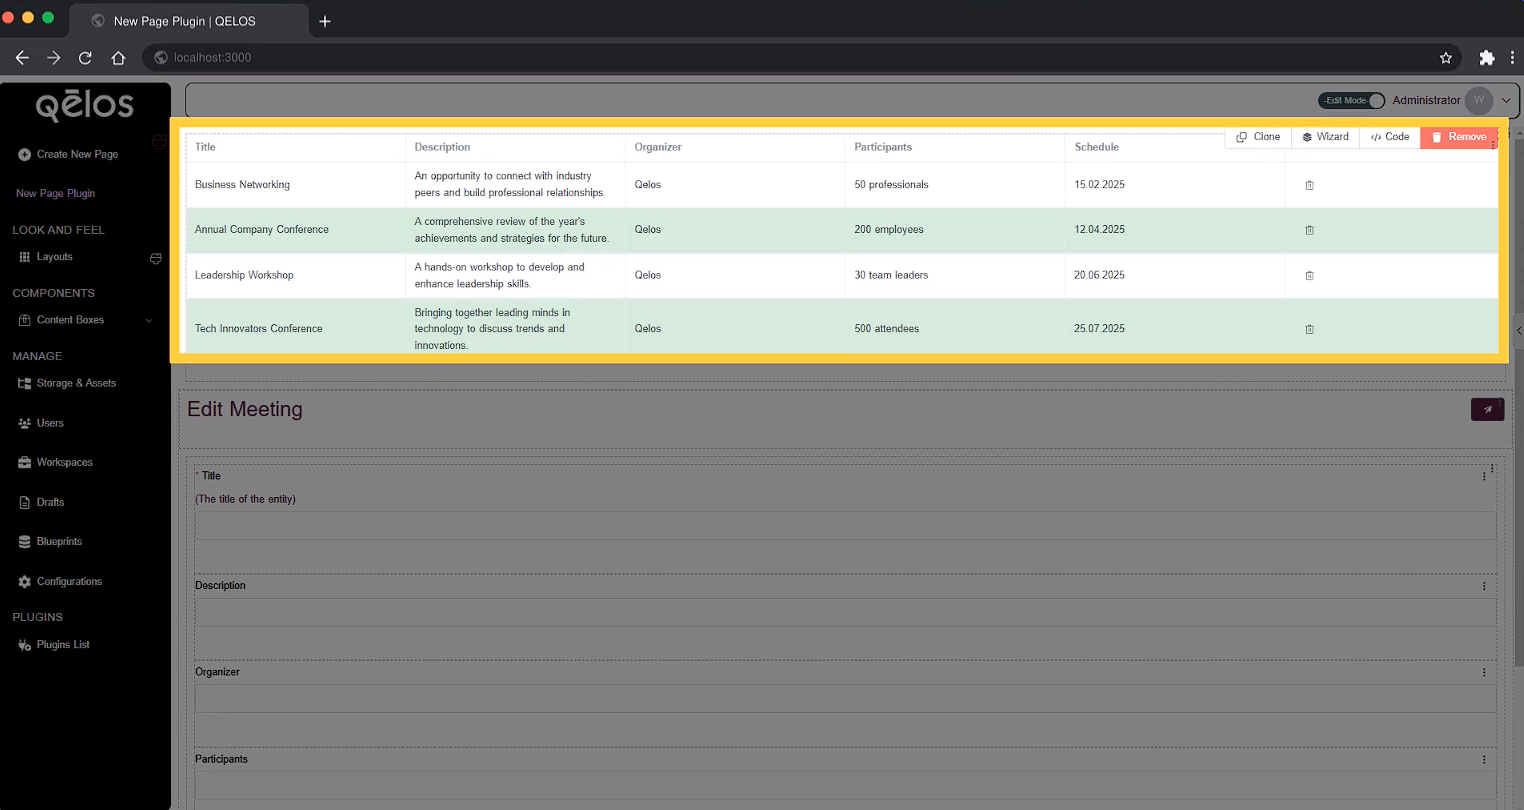 New Page Plugin | QELOS
localhost:3000
qēlos
-Edit Mode-
Administrator
W
Create New Page
New Page Plugin
LOOK AND FEEL
Layouts
COMPONENTS
Content Boxes
MANAGE
Storage & Assets
Users
Workspaces
Drafts
Blueprints
Configurations
PLUGINS
Plugins List
Clone
Wizard
</> Code
Remove
Title Description Organizer Participants Schedule
Business Networking
An opportunity to connect with industry
peers and build professional relationships.
Qelos
50 professionals
15.02.2025
Annual Company Conference
A comprehensive review of the year's
achievements and strategies for the future.
Qelos
200 employees
12.04.2025
Leadership Workshop
A hands-on workshop to develop and
enhance leadership skills.
Qelos
30 team leaders
20.06.2025
Tech Innovators Conference
Bringing together leading minds in
technology to discuss trends and
innovations.
Qelos
500 attendees
25.07.2025
Edit Meeting
* Title
(The title of the entity)
Description
Organizer
Participants